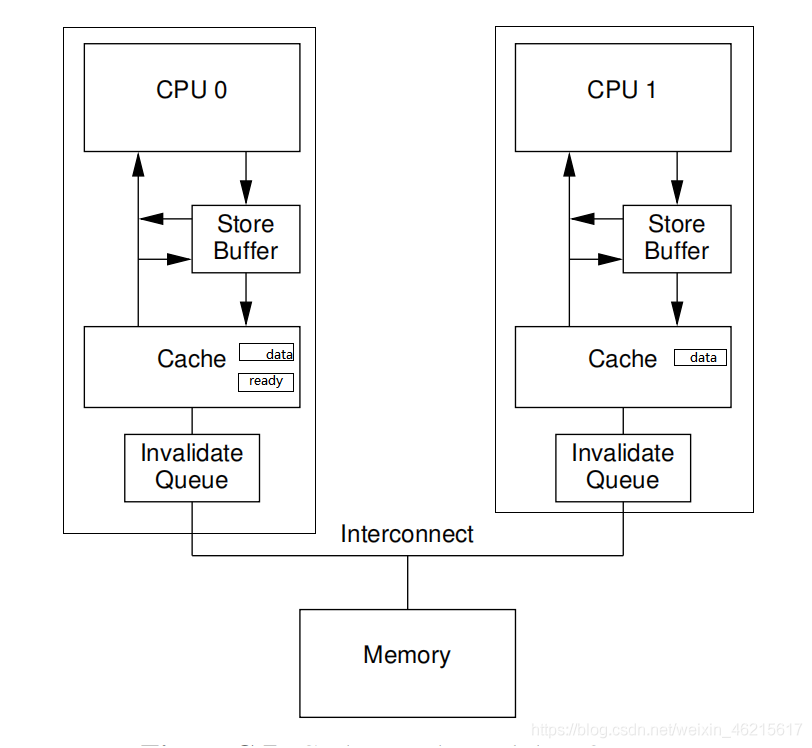 CPU 0
CPU 1
Store
Buffer
Store
Buffer
Cache
data
ready
Cache
data
Invalidate
Queue
Invalidate
Queue
Interconnect
Memory
https://blog.csdn.net/weixin_46215617